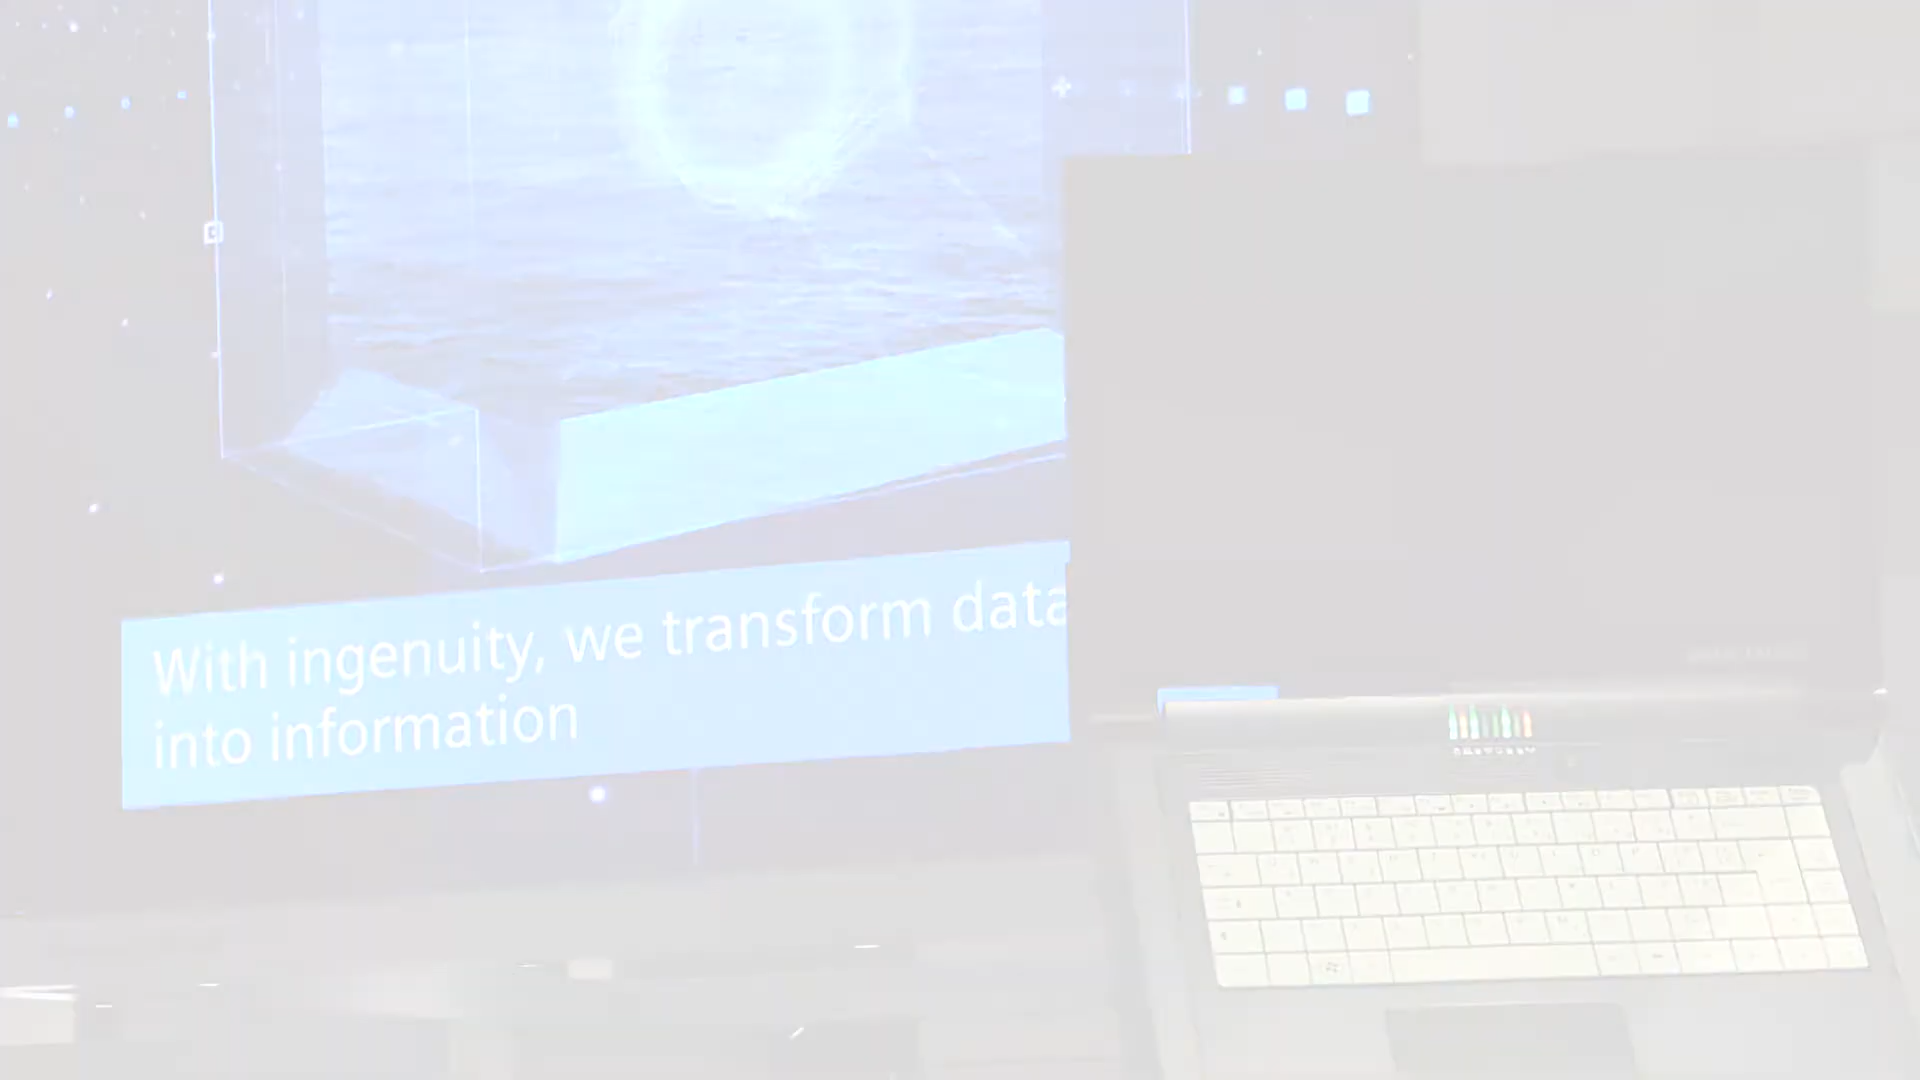 With ingenuity, we transform data
into information